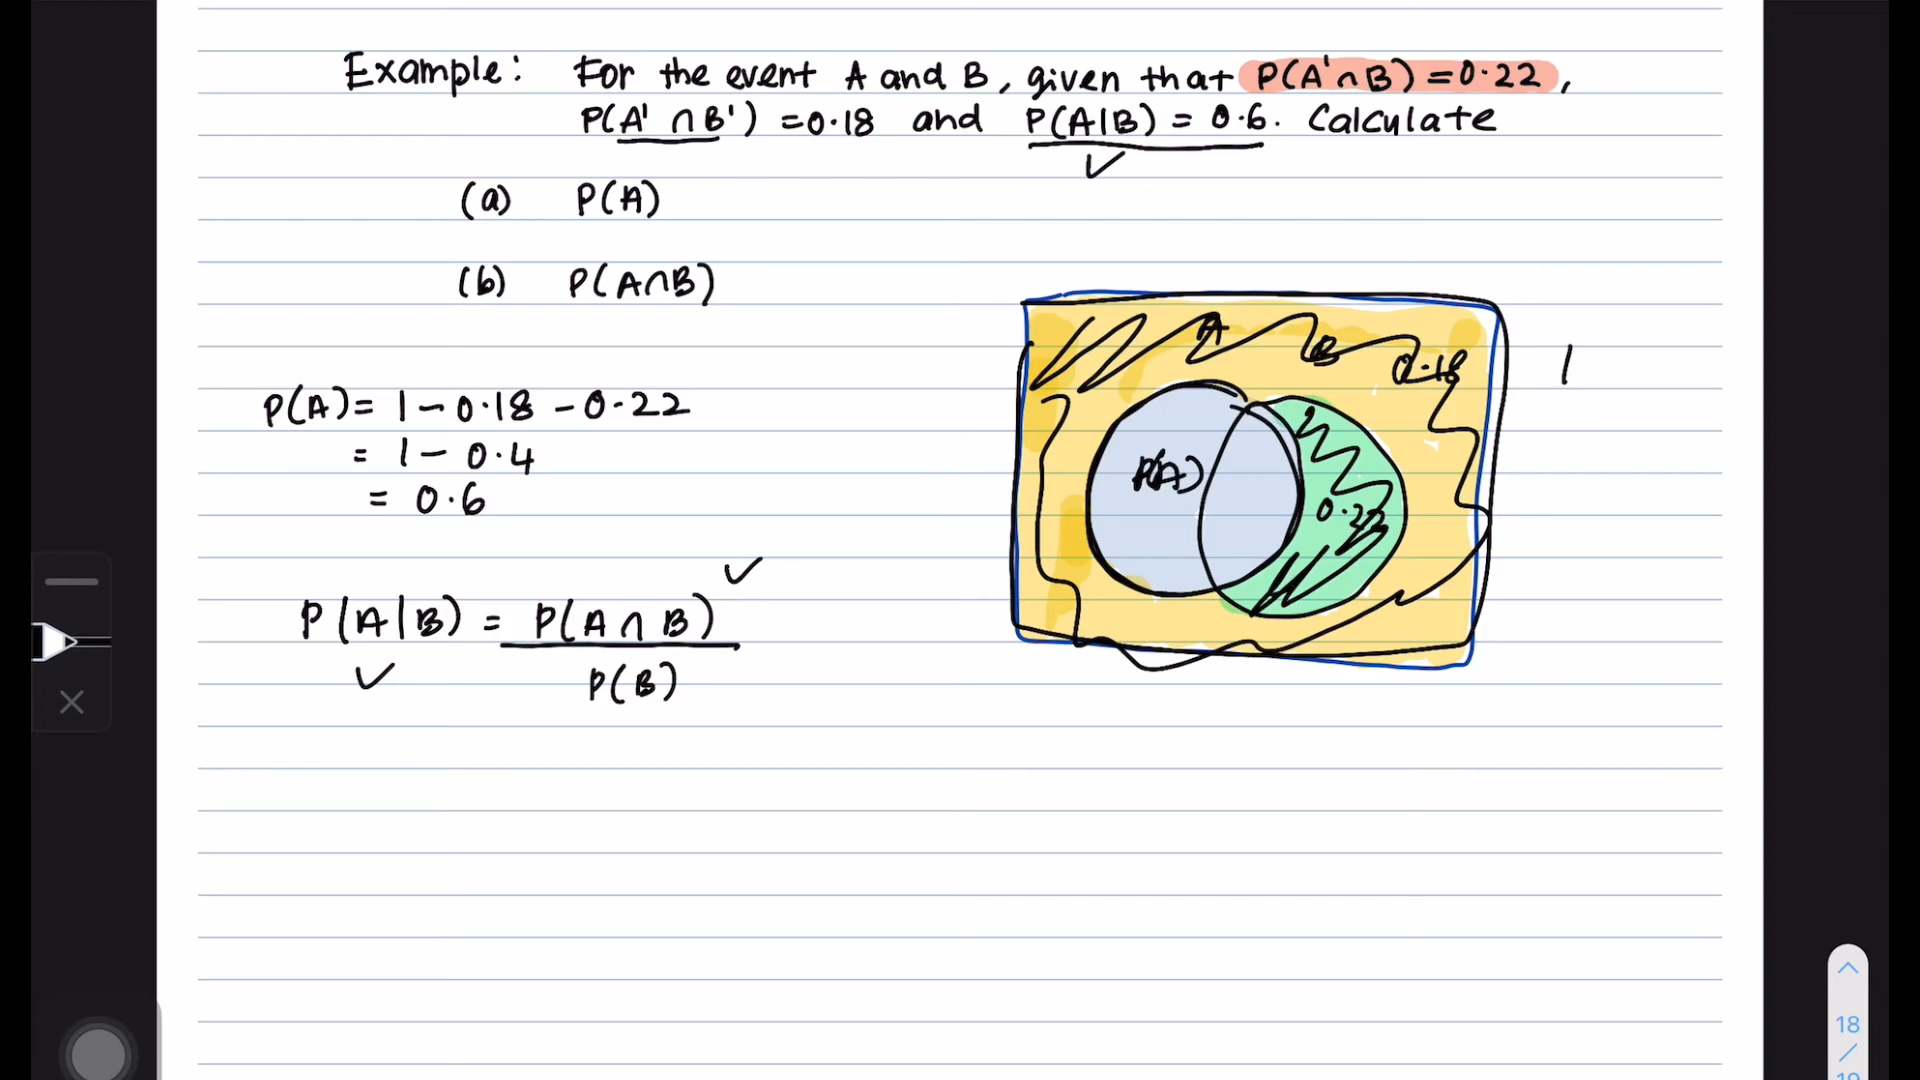 Example: For the event A and B, given that P(A'∩B) = 0.22,
P(A' ∩ B') = 0.18 and P(A|B) = 0.6. Calculate
(a) P(A)
(b) P(A∩B)
A
B
0.18
1
P(A) = 1 - 0.18 - 0.22
= 1 - 0.4
= 0.6
P(A)
0.22
P(A|B) = P(A ∩ B)
P(B)
18
/
19